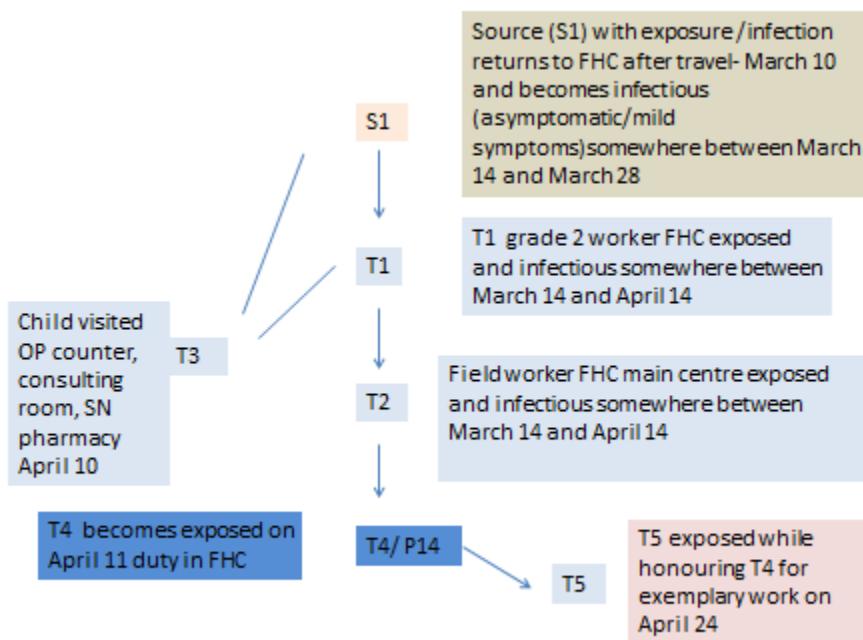 Source (S1) with exposure /infection
returns to FHC after travel- March 10
and becomes infectious
(asymptomatic/mild
symptoms)somewhere between March
14 and March 28
S1
T1 grade 2 worker FHC exposed
and infectious somewhere between
March 14 and April 14
T1
Child visited
OP counter,
consulting
room, SN
pharmacy
April 10
T3
Field worker FHC main centre exposed
and infectious somewhere between
March 14 and April 14
T2
T4 becomes exposed on
April 11 duty in FHC
T4/ P14
T5
T5 exposed while
honouring T4 for
exemplary work on
April 24